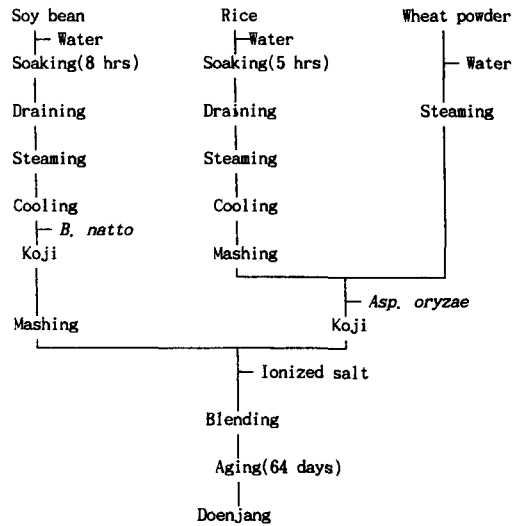 Soy bean Rice Wheat powder
Water Water
Soaking(8 hrs) Soaking(5 hrs) Water
Draining Draining Steaming
Steaming Steaming
Cooling Cooling
B. natto
Koji Mashing
Asp. oryzae
Mashing Koji
Ionized salt
Blending
Aging(64 days)
Doenjang